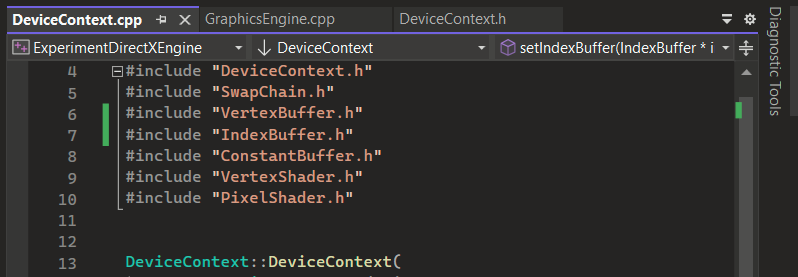 DeviceContext.cpp GraphicsEngine.cpp DeviceContext.h
ExperimentDirectXEngine DeviceContext setIndexBuffer(IndexBuffer * i
4 #include "DeviceContext.h"
5 #include "SwapChain.h"
6 #include "VertexBuffer.h"
7 #include "IndexBuffer.h"
8 #include "ConstantBuffer.h"
9 #include "VertexShader.h"
10 #include "PixelShader.h"
11
12
13 DeviceContext::DeviceContext(
Diagnostic Tools